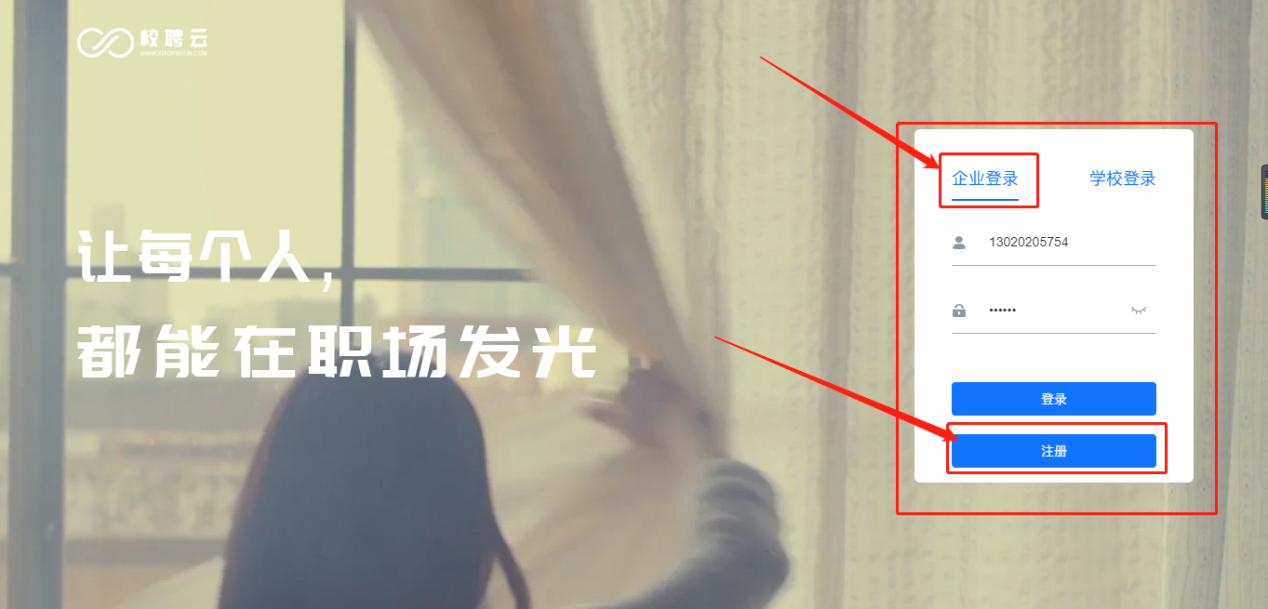 校聘云
让每个人，
都能在职场发光
企业登录 学校登录
13020205754
••••••
登录
注册